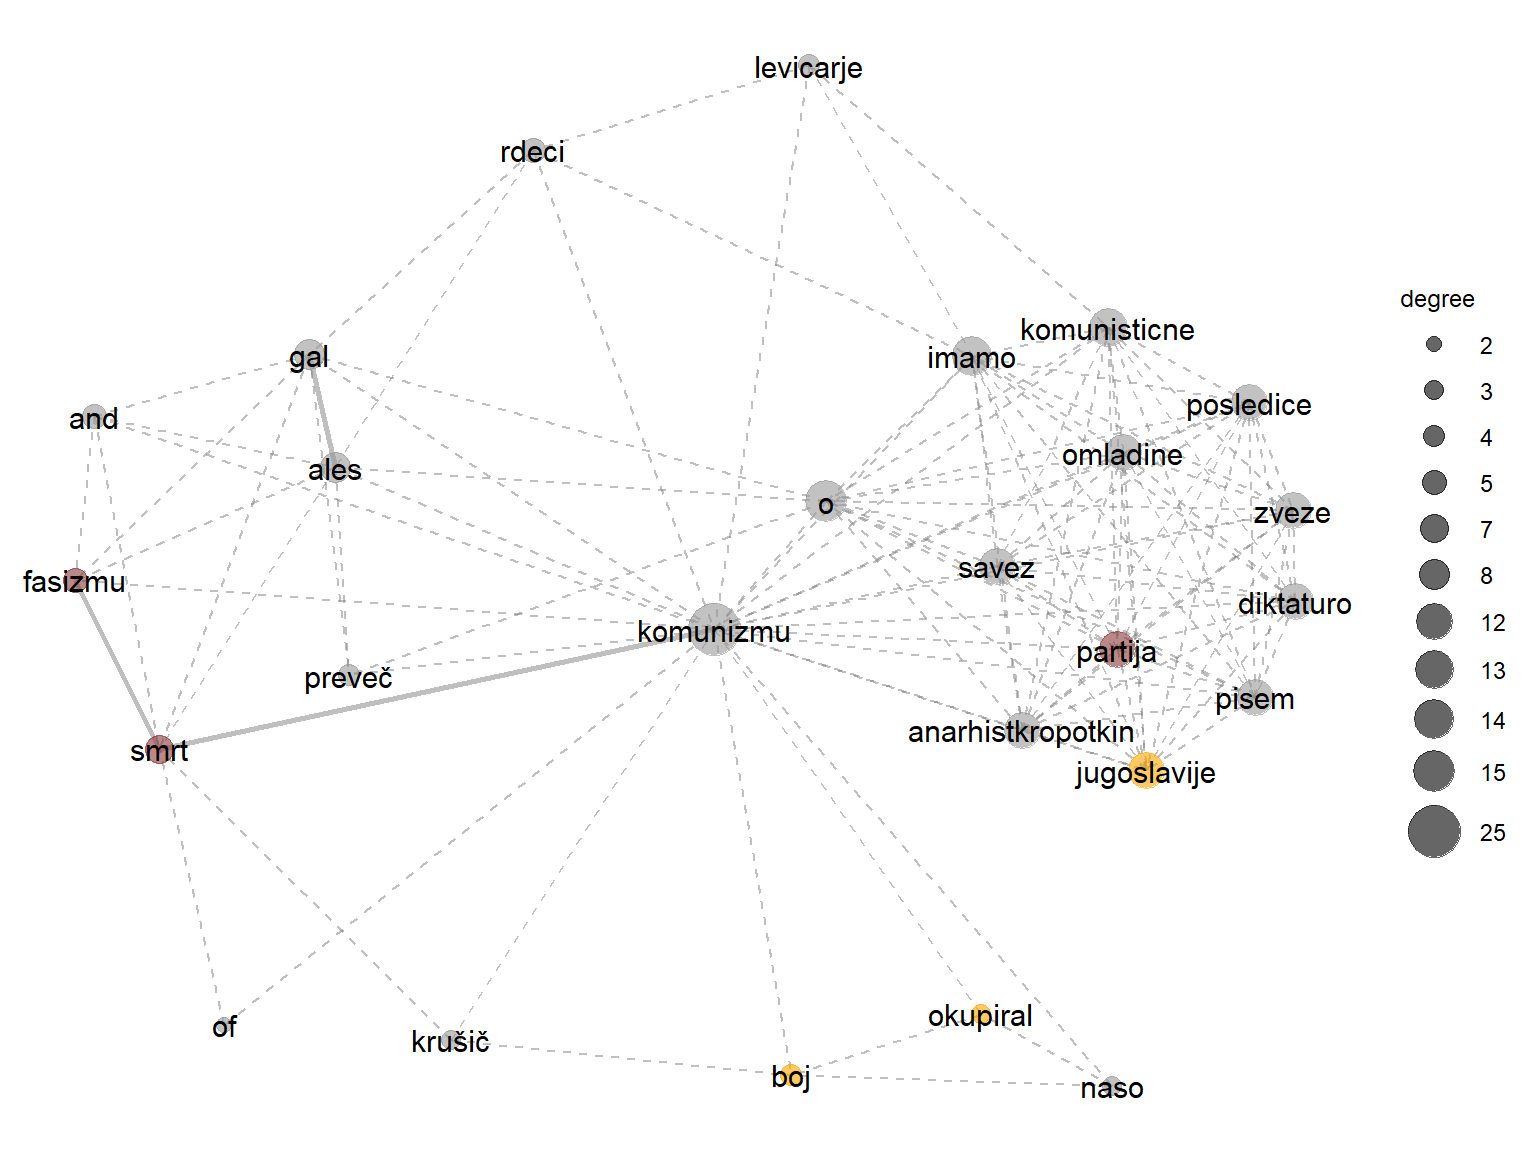 levicarje
rdeci
degree
komunisticne
gal
imamo
2
3
posledice
and
4
omladine
ales
5
o
zveze
7
savez
fasizmu
8
diktaturo
komunizmu
12
partija
preveč
13
pisem
anarhistkropotkin
14
smrt
jugoslavije
15
25
okupiral
of
krušič
boj
naso